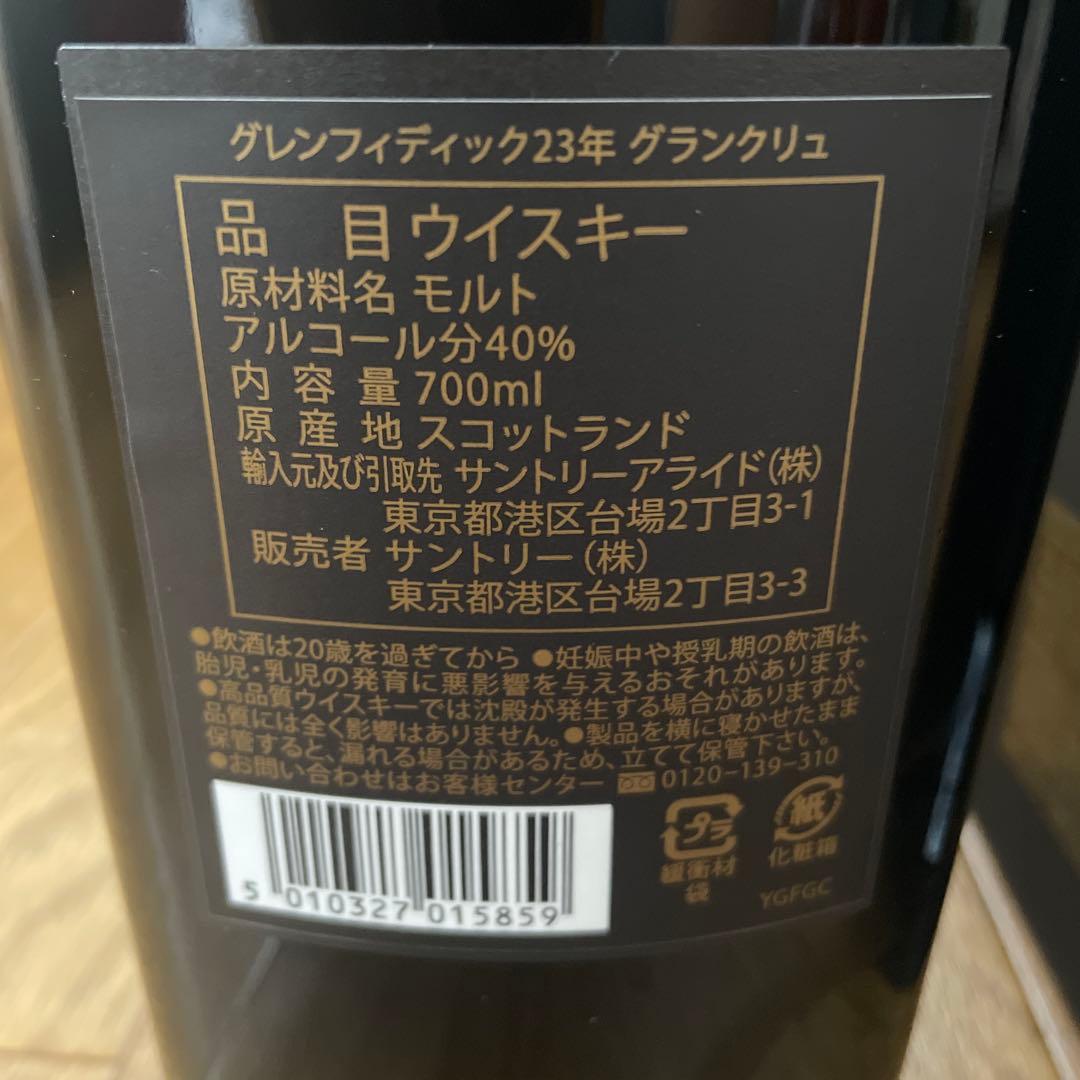 グレンフィディック23年 グランクリュ
品 目 ウイスキー
原材料名 モルト
アルコール分40%
内容量 700ml
原産地 スコットランド
輸入元及び引取先 サントリーアライド(株)
東京都港区台場2丁目3-1
販売者 サントリー(株)
東京都港区台場2丁目3-3
●飲酒は20歳を過ぎてから ●妊娠中や授乳期の飲酒は、
胎児・乳児の発育に悪影響を与えるおそれがあります。
●高品質ウイスキーでは沈殿が発生する場合がありますが、
品質には全く影響はありません。●製品を横に寝かせたまま
保管すると、漏れる場合があるため、立てて保管下さい。
●お問い合わせはお客様センター 0120-139-310
プラ
緩衝材
袋
紙
化粧箱
YGFGC
5 010327 015859